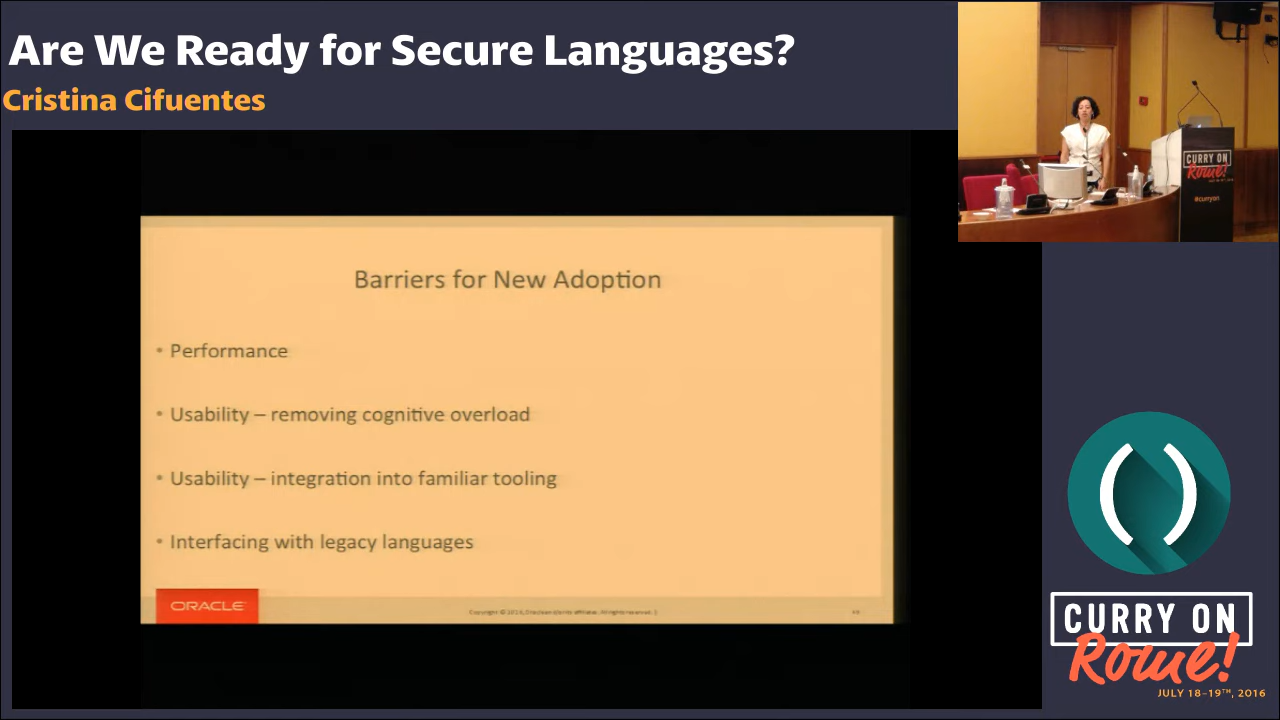 Are We Ready for Secure Languages?
Cristina Cifuentes
CURRY ON
Rome!
#curryon
Barriers for New Adoption
• Performance
• Usability – removing cognitive overload
• Usability – integration into familiar tooling
• Interfacing with legacy languages
ORACLE
()
CURRY ON
Rome!
JULY 18-19TH, 2016